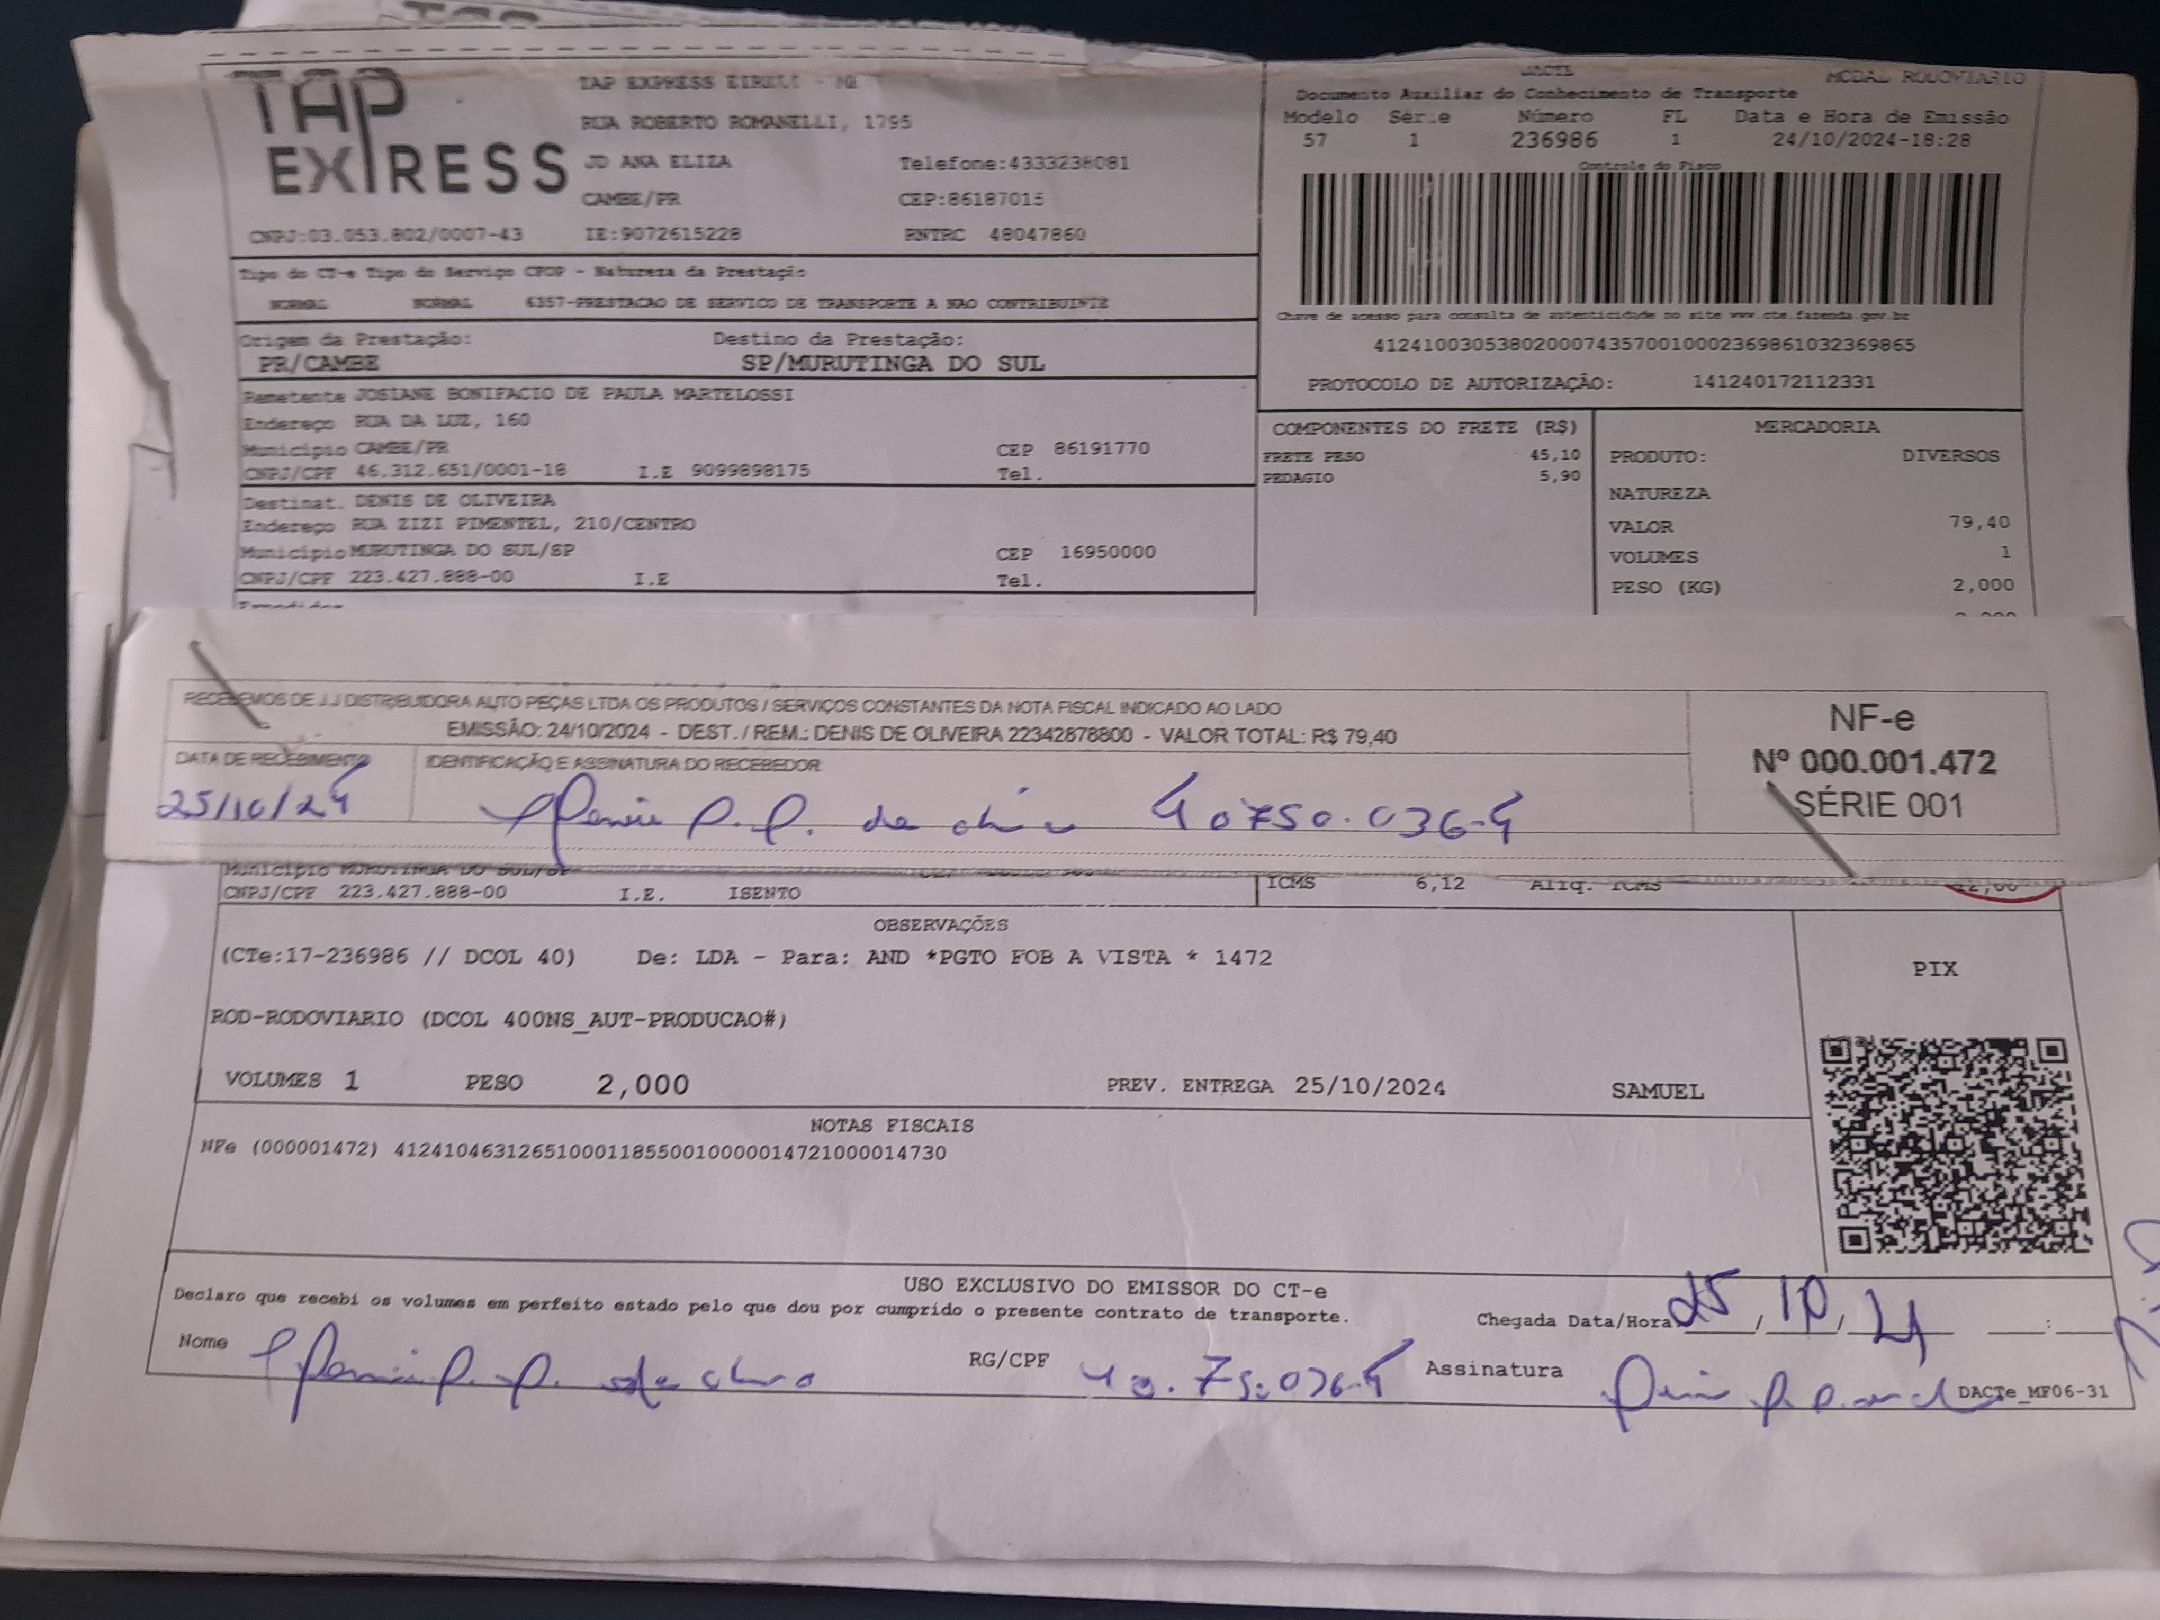 TAP EXPRESS
TAP EXPRESS EIRELI - ME
RUA ROBERTO ROMANELLI, 1795
JD ANA ELIZA Telefone:4333236081
CAMBE/PR CEP:86187015
CNPJ:03.053.802/0007-43 IE:9072615228 RNTRC 48047860
Tipo do CT-e Tipo do Serviço CFOP - Natureza da Prestação
NORMAL NORMAL 6357-PRESTACAO DE SERVICO DE TRANSPORTE A NAO CONTRIBUINTE
Origem da Prestação: Destino da Prestação:
PR/CAMBE SP/MURUTINGA DO SUL
Remetente JOSIANE BONIFACIO DE PAULA MARTELOSSI
Endereço RUA DA LUZ, 160
Município CAMBE/PR CEP 86191770
CNPJ/CPF 46.312.651/0001-18 I.E 9099898175 Tel.
Destinat. DENIS DE OLIVEIRA
Endereço RUA ZIZI PIMENTEL, 210/CENTRO
Município MURUTINGA DO SUL/SP CEP 16950000
CNPJ/CPF 223.427.888-00 I.E Tel.
DACTE MODAL RODOVIARIO
Documento Auxiliar do Conhecimento de Transporte
Modelo Série Número FL Data e Hora de Emissão
57 1 236986 1 24/10/2024-18:28
Controle do Fisco
Chave de acesso para consulta de autenticidade no site www.cte.fazenda.gov.br
41241003053802000743570010002369861032369865
PROTOCOLO DE AUTORIZAÇÃO: 141240172112331
COMPONENTES DO FRETE (R$)
FRETE PESO 45,10
PEDAGIO 5,90
MERCADORIA
PRODUTO: DIVERSOS
NATUREZA
VALOR 79,40
VOLUMES 1
PESO (KG) 2,000
RECEBEMOS DE J J DISTRIBUIDORA AUTO PEÇAS LTDA OS PRODUTOS / SERVIÇOS CONSTANTES DA NOTA FISCAL INDICADO AO LADO
EMISSÃO: 24/10/2024 - DEST. / REM.: DENIS DE OLIVEIRA 22342878800 - VALOR TOTAL: R$ 79,40
DATA DE RECEBIMENTO IDENTIFICAÇÃO E ASSINATURA DO RECEBEDOR
25/10/24 40750.036-4
NF-e
Nº 000.001.472
SÉRIE 001
Município MURUTINGA DO SUL/SP
CNPJ/CPF 223.427.888-00 I.E. ISENTO
ICMS 6,12 Aliq. ICMS 12,00
OBSERVAÇÕES
(CTe:17-236986 // DCOL 40) De: LDA - Para: AND *PGTO FOB A VISTA * 1472
ROD-RODOVIARIO (DCOL 400NS_AUT-PRODUCAO#)
VOLUMES 1 PESO 2,000 PREV. ENTREGA 25/10/2024 SAMUEL
PIX
NOTAS FISCAIS
NFe (000001472) 41241046312651000118550010000014721000014730
USO EXCLUSIVO DO EMISSOR DO CT-e
Declaro que recebi os volumes em perfeito estado pelo que dou por cumprido o presente contrato de transporte.
Chegada Data/Hora 25/10/24 :
Nome RG/CPF 40.750.036-4 Assinatura
DACTe_MF06-31